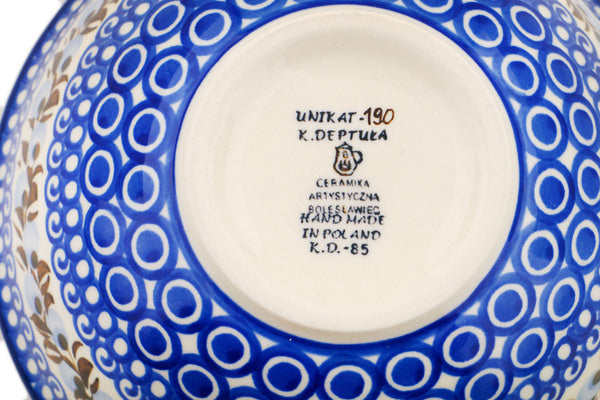 UNIKAT-190
K. DEPTUŁA
CERAMIKA
ARTYSTYCZNA
BOLESŁAWIEC
HAND MADE
IN POLAND
K.D.-85